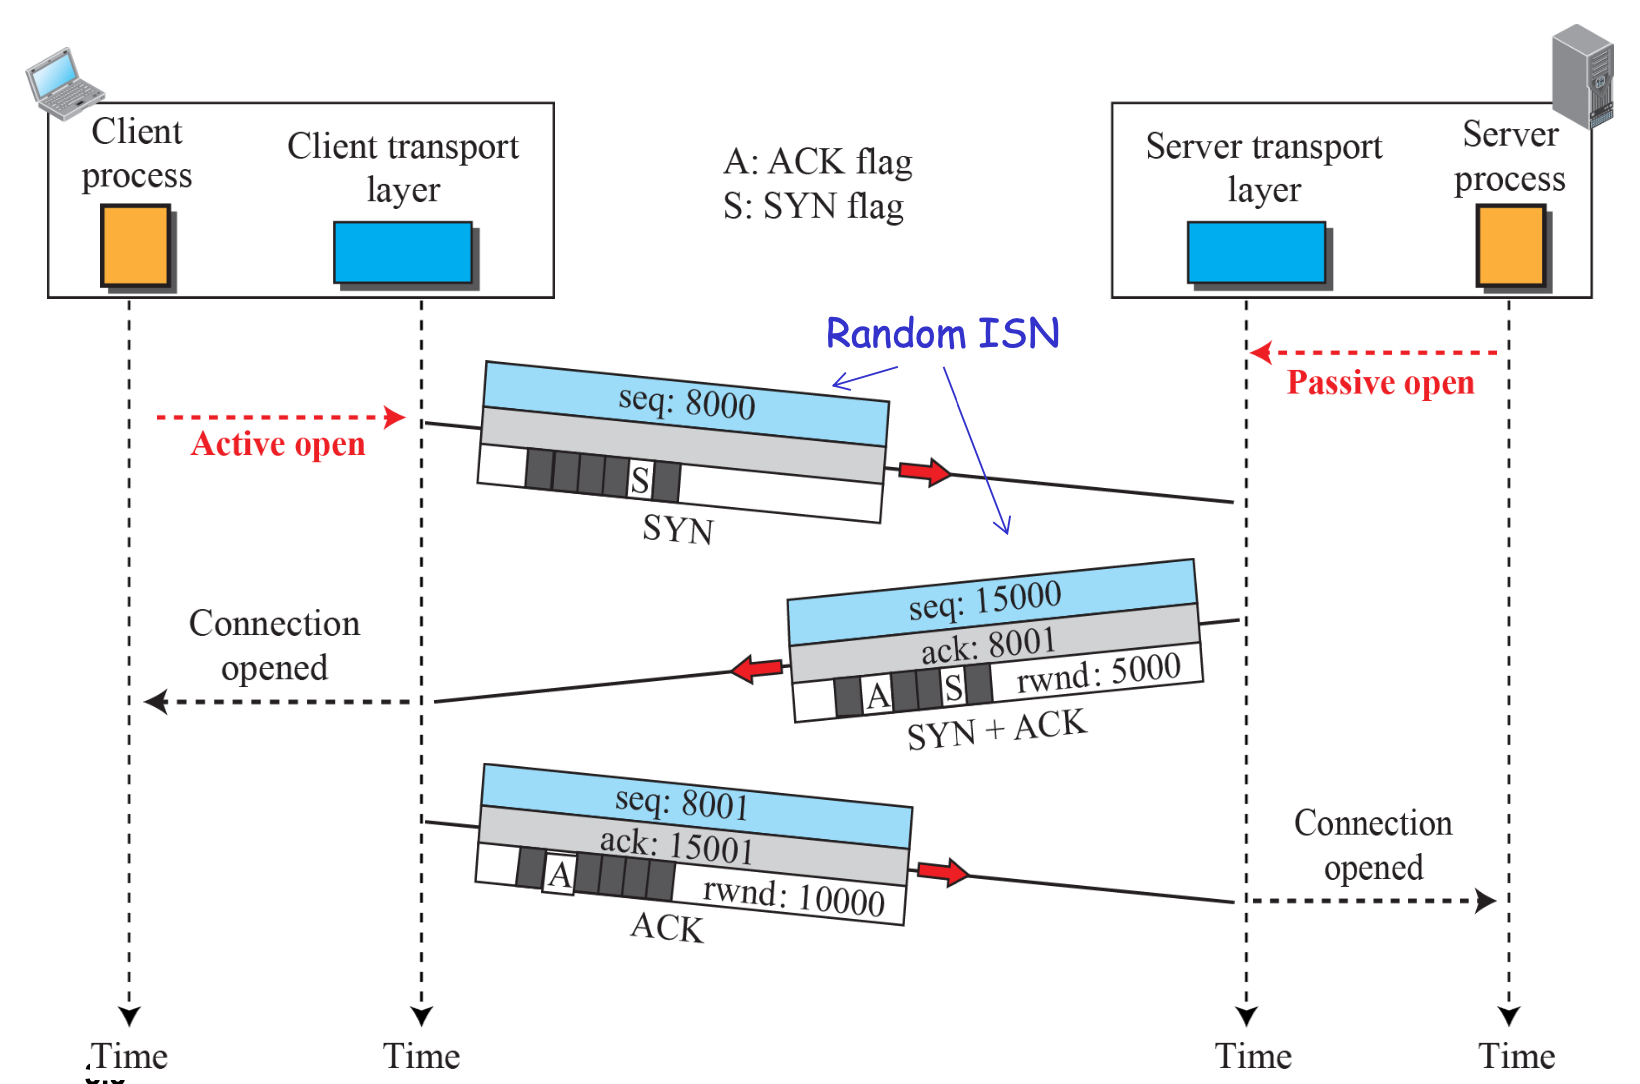 Client
process
Client transport
layer
A: ACK flag
S: SYN flag
Server transport
layer
Server
process
Random ISN
Passive open
Active open
seq: 8000
S
SYN
seq: 15000
ack: 8001
A
S
rwnd: 5000
SYN + ACK
Connection
opened
seq: 8001
ack: 15001
A
rwnd: 10000
ACK
Connection
opened
Time
Time
Time
Time